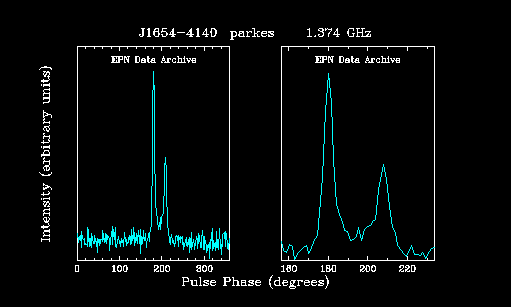 J1654-4140 parkes 1.374 GHz
EPN Data Archive
EPN Data Archive
Intensity (arbitrary units)
0 100 200 300
160 180 200 220
Pulse Phase (degrees)